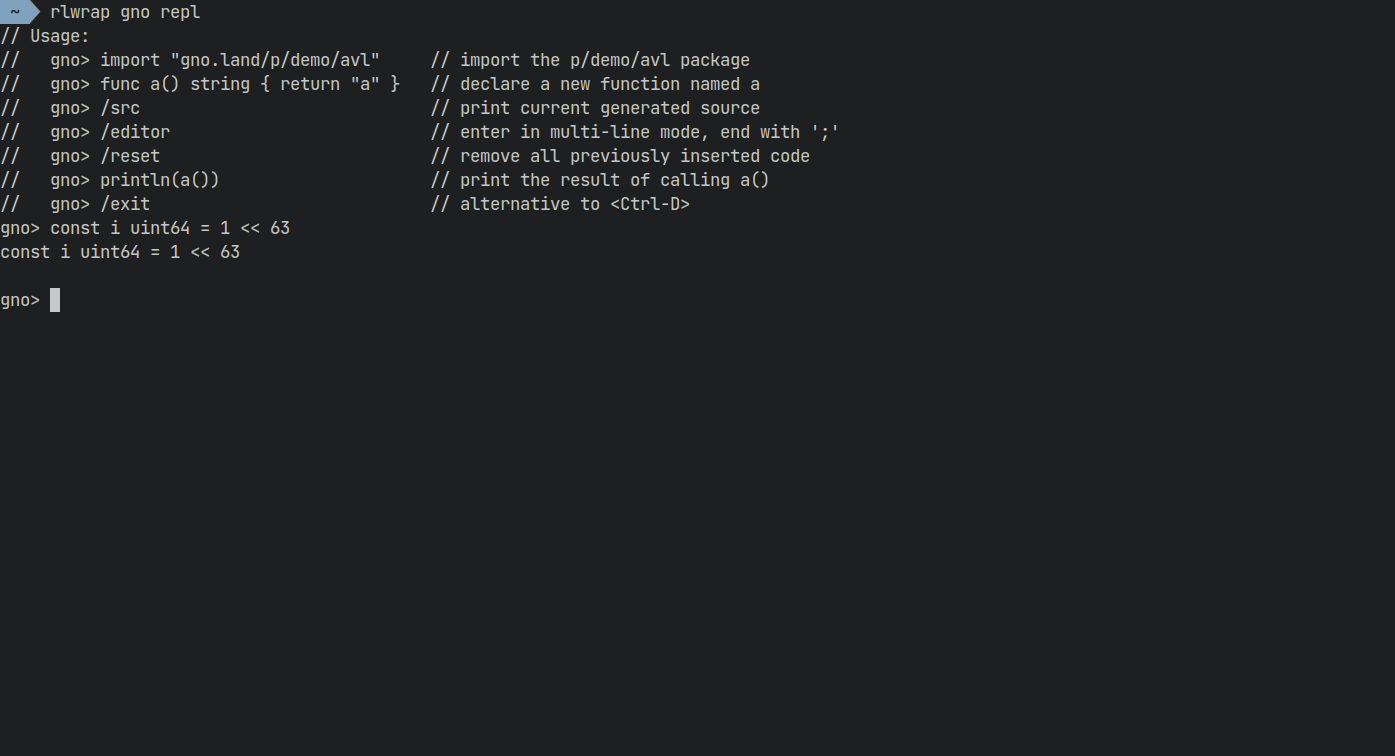 ~ rlwrap gno repl
// Usage:
//   gno> import "gno.land/p/demo/avl"     // import the p/demo/avl package
//   gno> func a() string { return "a" }   // declare a new function named a
//   gno> /src                             // print current generated source
//   gno> /editor                          // enter in multi-line mode, end with ';'
//   gno> /reset                           // remove all previously inserted code
//   gno> println(a())                     // print the result of calling a()
//   gno> /exit                            // alternative to <Ctrl-D>
gno> const i uint64 = 1 << 63
const i uint64 = 1 << 63
gno>